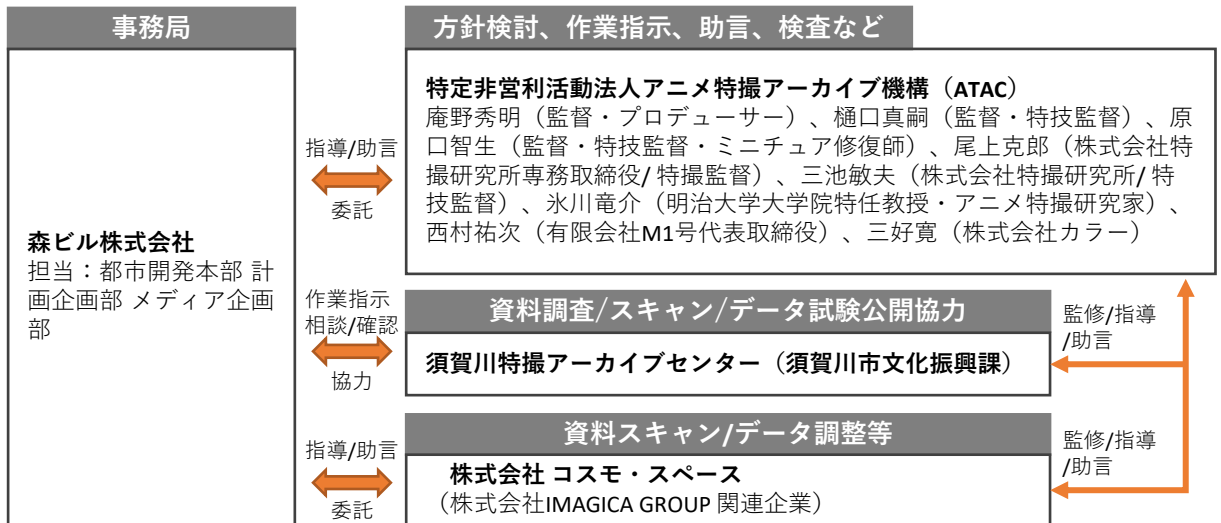 事務局
森ビル株式会社
担当：都市開発本部 計
画企画部 メディア企画
部
指導/助言
委託
作業指示
相談/確認
協力
指導/助言
委託
方針検討、作業指示、助言、検査など
特定非営利活動法人アニメ特撮アーカイブ機構（ATAC）
庵野秀明（監督・プロデューサー）、樋口真嗣（監督・特技監督）、原
口智生（監督・特技監督・ミニチュア修復師）、尾上克郎（株式会社特
撮研究所専務取締役/ 特撮監督）、三池敏夫（株式会社特撮研究所/ 特
技監督）、氷川竜介（明治大学大学院特任教授・アニメ特撮研究家）、
西村祐次（有限会社M1号代表取締役）、三好寛（株式会社カラー）
資料調査/スキャン/データ試験公開協力
須賀川特撮アーカイブセンター（須賀川市文化振興課）
監修/指導
/助言
資料スキャン/データ調整等
株式会社 コスモ・スペース
（株式会社IMAGICA GROUP 関連企業）
監修/指導
/助言